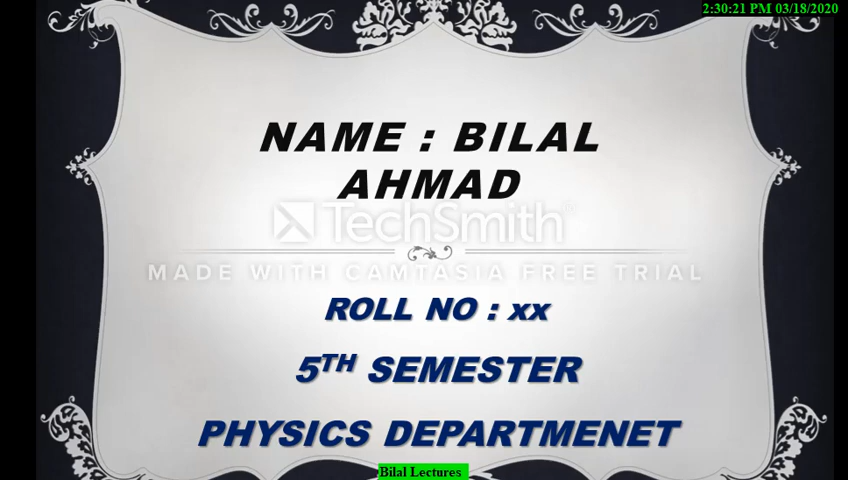 2:30:21 PM 03/18/2020
NAME : BILAL
AHMAD
TechSmith
MADE WITH CAMTASIA FREE TRIAL
ROLL NO : xx
5TH SEMESTER
PHYSICS DEPARTMENET
Bilal Lectures